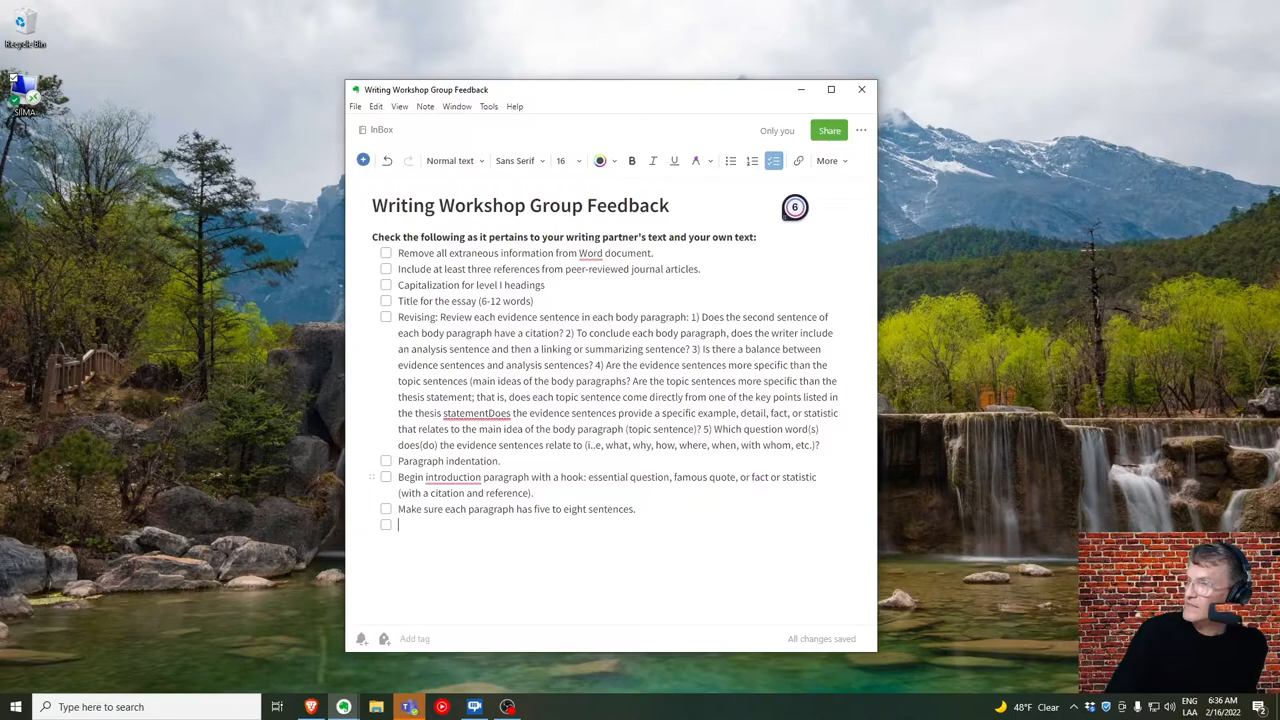 Recycle Bin
SIIMA
Writing Workshop Group Feedback
File Edit View Note Window Tools Help
InBox
Only you
Share
Normal text
Sans Serif
16
B
I
U
A
More
Writing Workshop Group Feedback
6
Check the following as it pertains to your writing partner's text and your own text:
Remove all extraneous information from Word document.
Include at least three references from peer-reviewed journal articles.
Capitalization for level I headings
Title for the essay (6-12 words)
Revising: Review each evidence sentence in each body paragraph: 1) Does the second sentence of
each body paragraph have a citation? 2) To conclude each body paragraph, does the writer include
an analysis sentence and then a linking or summarizing sentence? 3) Is there a balance between
evidence sentences and analysis sentences? 4) Are the evidence sentences more specific than the
topic sentences (main ideas of the body paragraphs? Are the topic sentences more specific than the
thesis statement; that is, does each topic sentence come directly from one of the key points listed in
the thesis statementDoes the evidence sentences provide a specific example, detail, fact, or statistic
that relates to the main idea of the body paragraph (topic sentence)? 5) Which question word(s)
does(do) the evidence sentences relate to (i..e, what, why, how, where, when, with whom, etc.)?
Paragraph indentation.
Begin introduction paragraph with a hook: essential question, famous quote, or fact or statistic
(with a citation and reference).
Make sure each paragraph has five to eight sentences.
Add tag
All changes saved
Type here to search
48°F Clear
ENG
LAA
6:36 AM
2/16/2022
2